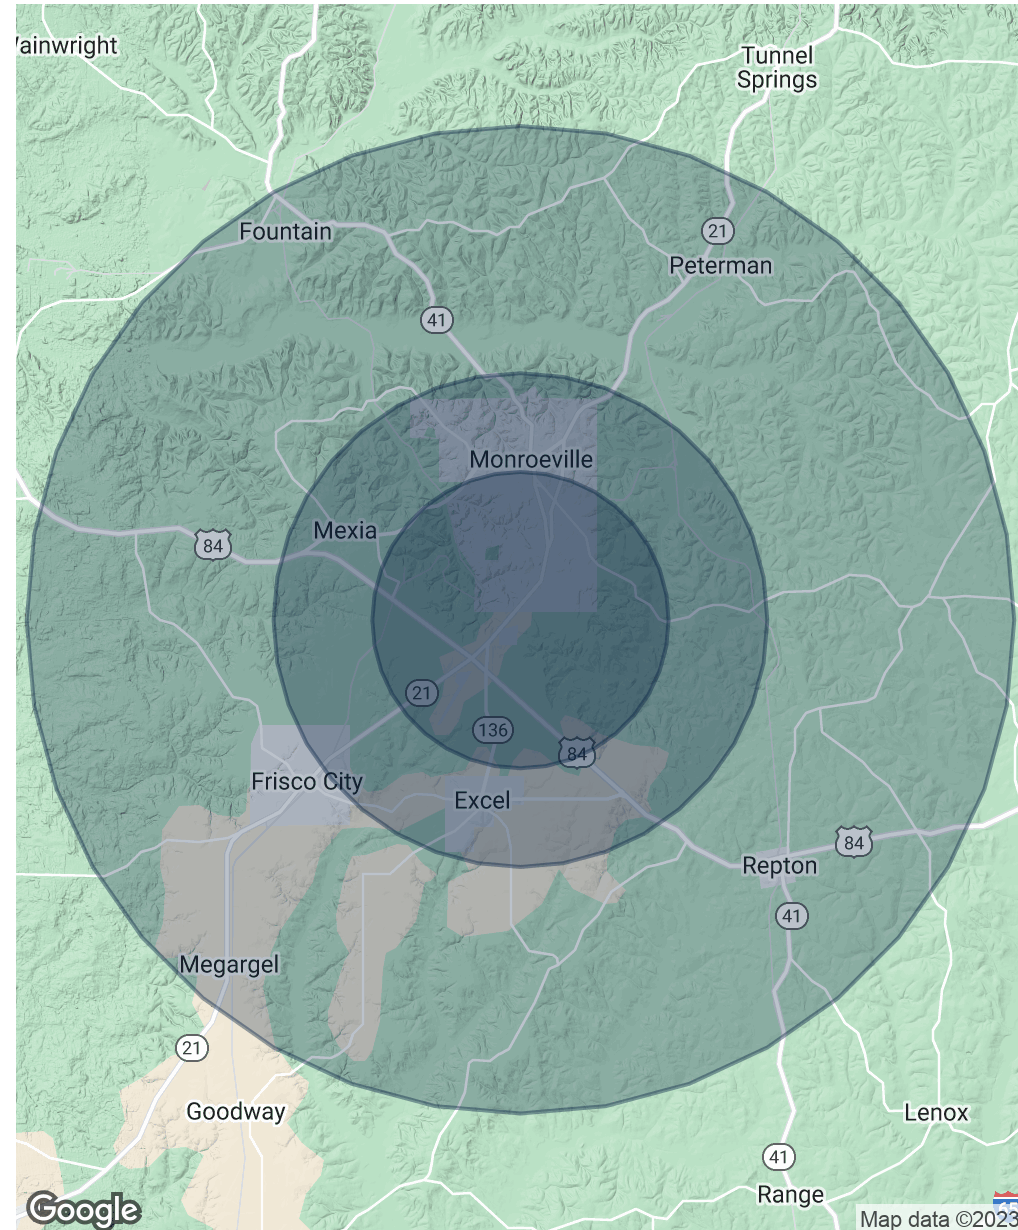 Wainwright
Tunnel
Springs
Fountain
21
Peterman
41
Monroeville
Mexia
84
21
136
84
Frisco City
Excel
84
Repton
41
Megargel
21
Goodway
Lenox
41
Range
65
Google
Map data ©2023